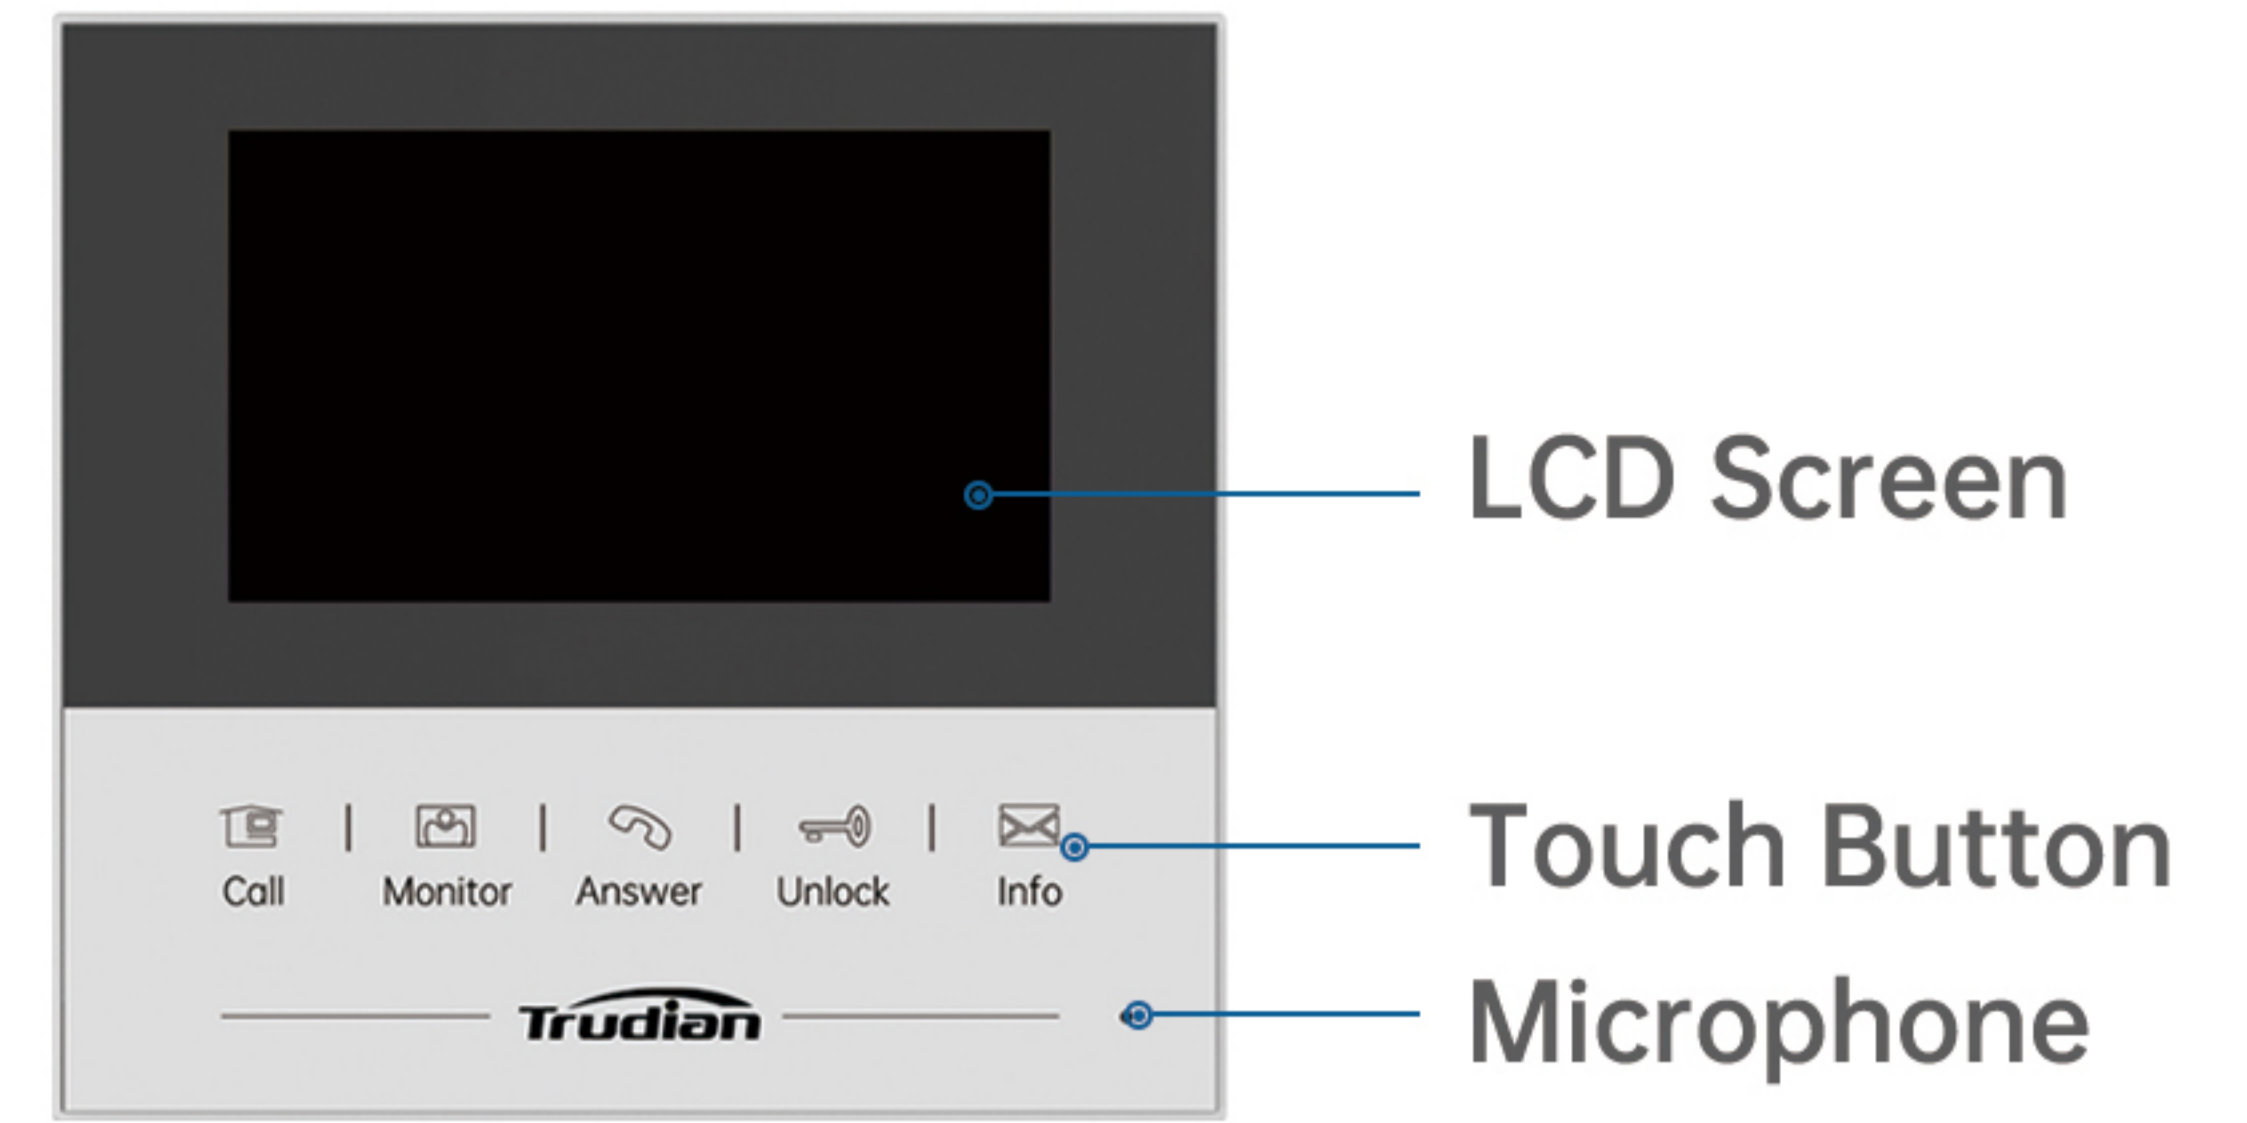 LCD Screen
Touch Button
Call | Monitor | Answer | Unlock | Info
Trudian
Microphone